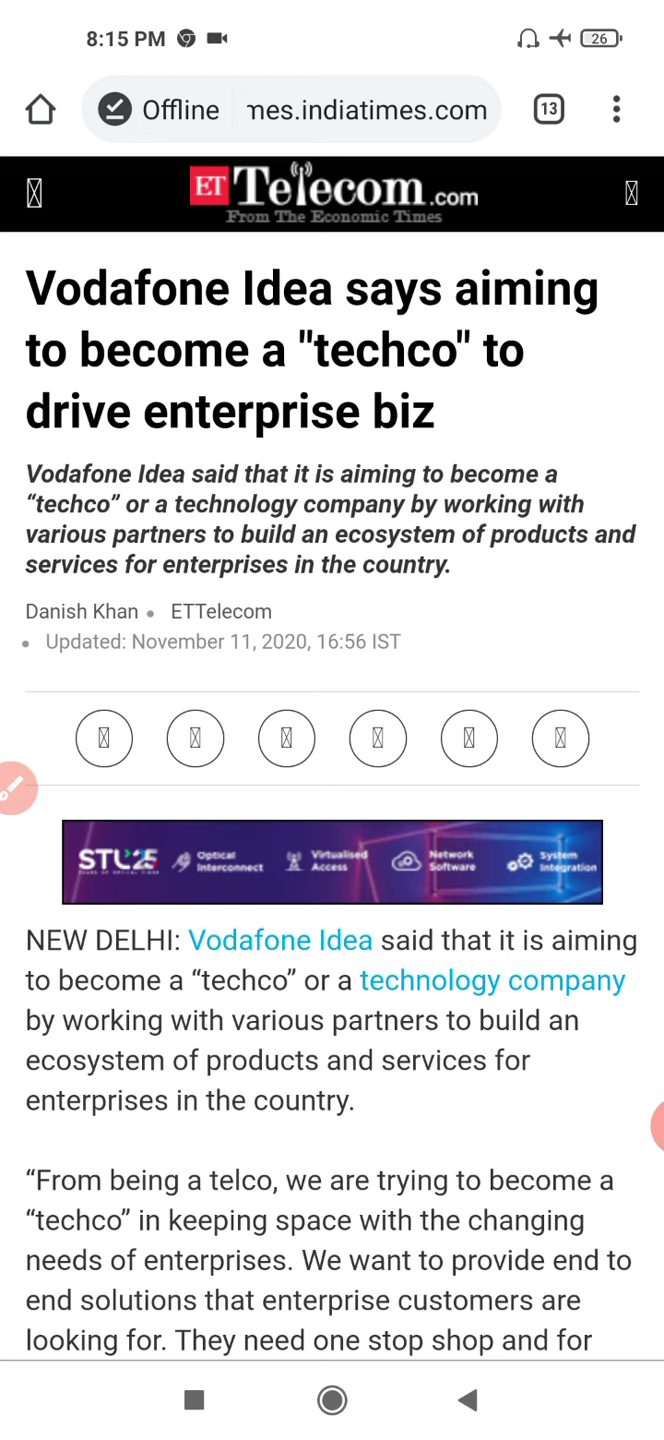 8:15 PM
26
Offline mes.indiatimes.com
13
ET Telecom.com
From The Economic Times
Vodafone Idea says aiming
to become a "techco" to
drive enterprise biz
Vodafone Idea said that it is aiming to become a
“techco” or a technology company by working with
various partners to build an ecosystem of products and
services for enterprises in the country.
Danish Khan • ETTelecom
• Updated: November 11, 2020, 16:56 IST
STL 25
Optical
Interconnect
Virtualised
Access
Network
Software
System
Integration
NEW DELHI: Vodafone Idea said that it is aiming
to become a “techco” or a technology company
by working with various partners to build an
ecosystem of products and services for
enterprises in the country.
“From being a telco, we are trying to become a
“techco” in keeping space with the changing
needs of enterprises. We want to provide end to
end solutions that enterprise customers are
looking for. They need one stop shop and for